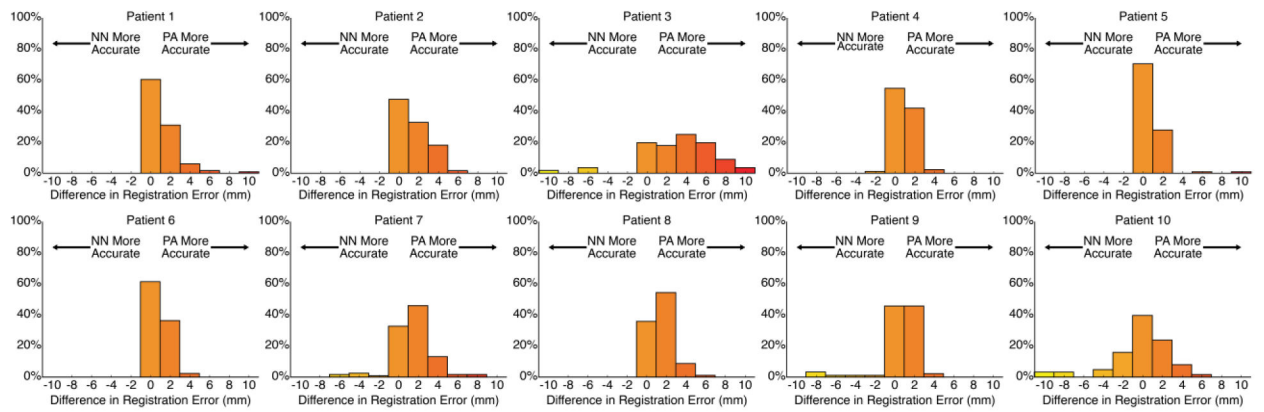 Patient 1
100%
80%
60%
40%
20%
0%
NN More Accurate
PA More Accurate
-10 -8 -6 -4 -2 0 2 4 6 8 10
Difference in Registration Error (mm)
Patient 2
100%
80%
60%
40%
20%
0%
NN More Accurate
PA More Accurate
-10 -8 -6 -4 -2 0 2 4 6 8 10
Difference in Registration Error (mm)
Patient 3
100%
80%
60%
40%
20%
0%
NN More Accurate
PA More Accurate
-10 -8 -6 -4 -2 0 2 4 6 8 10
Difference in Registration Error (mm)
Patient 4
100%
80%
60%
40%
20%
0%
NN More Accurate
PA More Accurate
-10 -8 -6 -4 -2 0 2 4 6 8 10
Difference in Registration Error (mm)
Patient 5
100%
80%
60%
40%
20%
0%
NN More Accurate
PA More Accurate
-10 -8 -6 -4 -2 0 2 4 6 8 10
Difference in Registration Error (mm)
Patient 6
100%
80%
60%
40%
20%
0%
NN More Accurate
PA More Accurate
-10 -8 -6 -4 -2 0 2 4 6 8 10
Difference in Registration Error (mm)
Patient 7
100%
80%
60%
40%
20%
0%
NN More Accurate
PA More Accurate
-10 -8 -6 -4 -2 0 2 4 6 8 10
Difference in Registration Error (mm)
Patient 8
100%
80%
60%
40%
20%
0%
NN More Accurate
PA More Accurate
-10 -8 -6 -4 -2 0 2 4 6 8 10
Difference in Registration Error (mm)
Patient 9
100%
80%
60%
40%
20%
0%
NN More Accurate
PA More Accurate
-10 -8 -6 -4 -2 0 2 4 6 8 10
Difference in Registration Error (mm)
Patient 10
100%
80%
60%
40%
20%
0%
NN More Accurate
PA More Accurate
-10 -8 -6 -4 -2 0 2 4 6 8 10
Difference in Registration Error (mm)